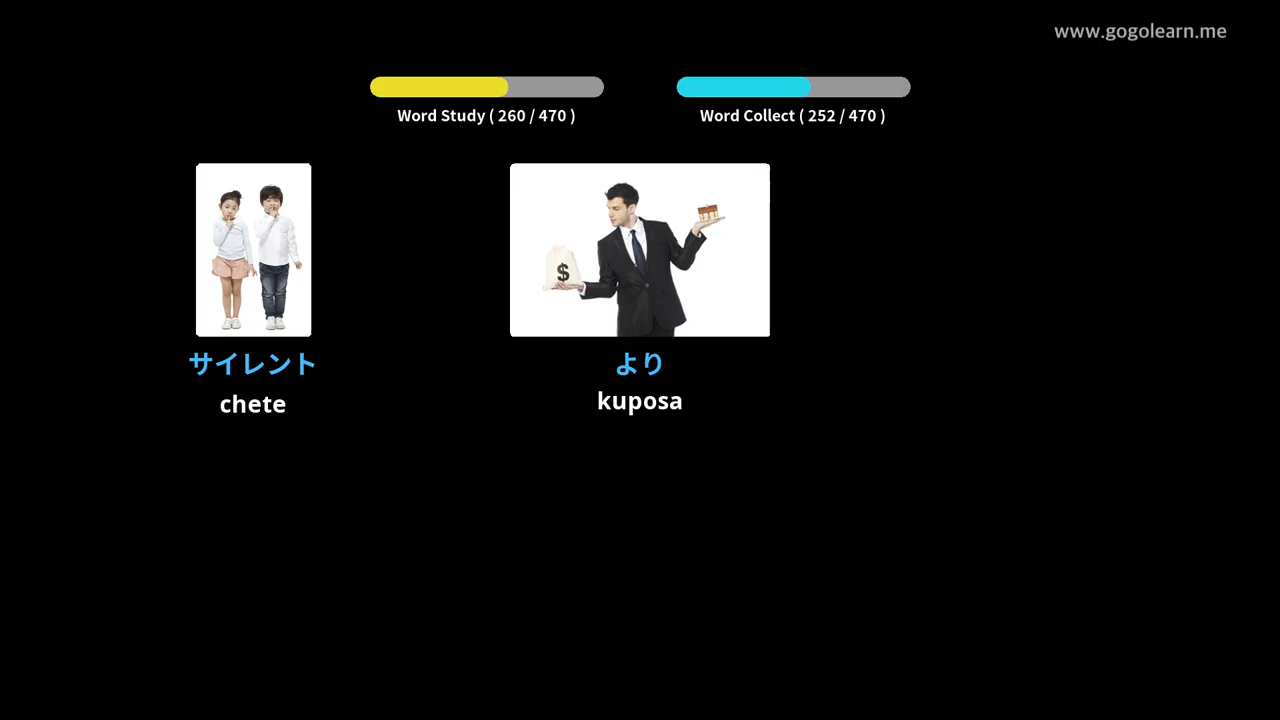 www.gogolearn.me
Word Study ( 260 / 470 )
Word Collect ( 252 / 470 )
$
サイレント
chete
より
kuposa